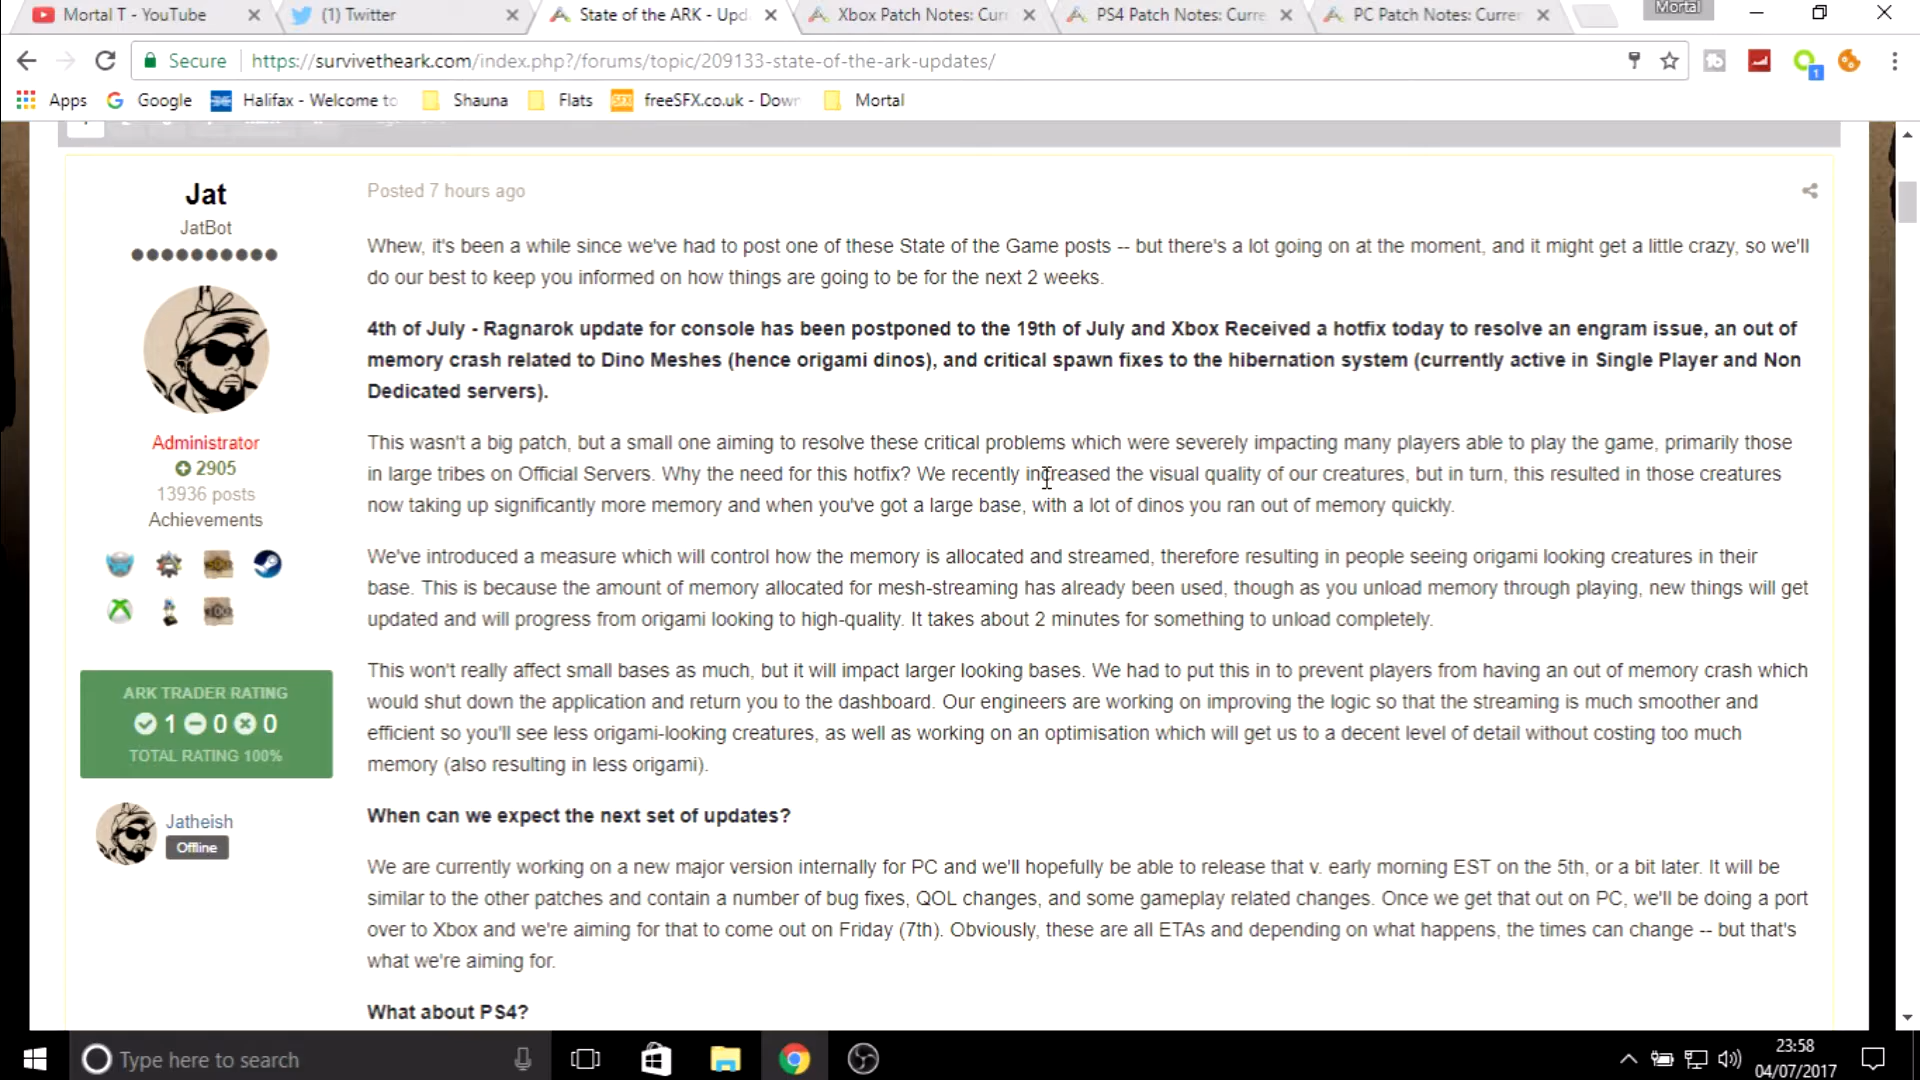 Mortal T - YouTube
(1) Twitter
State of the ARK - Upd
Xbox Patch Notes: Curr
PS4 Patch Notes: Curre
PC Patch Notes: Curren
Mortal
Secure
https://survivetheark.com/index.php?/forums/topic/209133-state-of-the-ark-updates/
1
Apps
Google
Halifax - Welcome to
Shauna
Flats
freeSFX.co.uk - Down
Mortal
Jat
JatBot
Administrator
2905
13936 posts
Achievements
ARK TRADER RATING
1 0 0
TOTAL RATING 100%
Jatheish
Offline
Posted 7 hours ago
Whew, it's been a while since we've had to post one of these State of the Game posts -- but there's a lot going on at the moment, and it might get a little crazy, so we'll
do our best to keep you informed on how things are going to be for the next 2 weeks.
4th of July - Ragnarok update for console has been postponed to the 19th of July and Xbox Received a hotfix today to resolve an engram issue, an out of
memory crash related to Dino Meshes (hence origami dinos), and critical spawn fixes to the hibernation system (currently active in Single Player and Non
Dedicated servers).
This wasn't a big patch, but a small one aiming to resolve these critical problems which were severely impacting many players able to play the game, primarily those
in large tribes on Official Servers. Why the need for this hotfix? We recently increased the visual quality of our creatures, but in turn, this resulted in those creatures
now taking up significantly more memory and when you've got a large base, with a lot of dinos you ran out of memory quickly.
We've introduced a measure which will control how the memory is allocated and streamed, therefore resulting in people seeing origami looking creatures in their
base. This is because the amount of memory allocated for mesh-streaming has already been used, though as you unload memory through playing, new things will get
updated and will progress from origami looking to high-quality. It takes about 2 minutes for something to unload completely.
This won't really affect small bases as much, but it will impact larger looking bases. We had to put this in to prevent players from having an out of memory crash which
would shut down the application and return you to the dashboard. Our engineers are working on improving the logic so that the streaming is much smoother and
efficient so you'll see less origami-looking creatures, as well as working on an optimisation which will get us to a decent level of detail without costing too much
memory (also resulting in less origami).
When can we expect the next set of updates?
We are currently working on a new major version internally for PC and we'll hopefully be able to release that v. early morning EST on the 5th, or a bit later. It will be
similar to the other patches and contain a number of bug fixes, QOL changes, and some gameplay related changes. Once we get that out on PC, we'll be doing a port
over to Xbox and we're aiming for that to come out on Friday (7th). Obviously, these are all ETAs and depending on what happens, the times can change -- but that's
what we're aiming for.
What about PS4?
Type here to search
23:58
04/07/2017